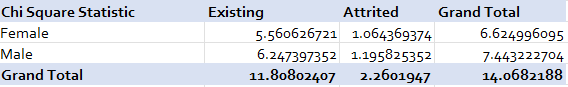 Chi Square Statistic Existing Attrited Grand Total
Female 5.560626721 1.064369374 6.624996095
Male 6.247397352 1.195825352 7.443222704
Grand Total 11.80802407 2.2601947 14.0682188